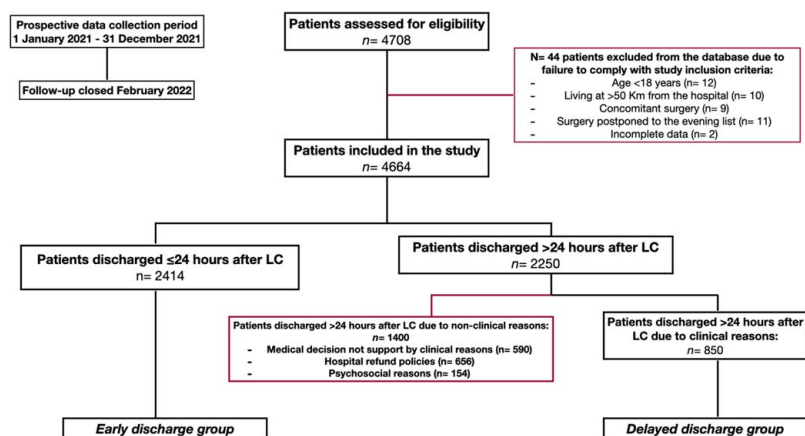 Prospective data collection period
1 January 2021 - 31 December 2021
Follow-up closed February 2022
Patients assessed for eligibility
n= 4708
N= 44 patients excluded from the database due to
failure to comply with study inclusion criteria:
- Age <18 years (n= 12)
- Living at >50 Km from the hospital (n= 10)
- Concomitant surgery (n= 9)
- Surgery postponed to the evening list (n= 11)
- Incomplete data (n= 2)
Patients included in the study
n= 4664
Patients discharged ≤24 hours after LC
n= 2414
Patients discharged >24 hours after LC
n= 2250
Patients discharged >24 hours after LC due to non-clinical reasons:
n= 1400
- Medical decision not support by clinical reasons (n= 590)
- Hospital refund policies (n= 656)
- Psychosocial reasons (n= 154)
Patients discharged >24 hours after
LC due to clinical reasons:
n= 850
Early discharge group
Delayed discharge group